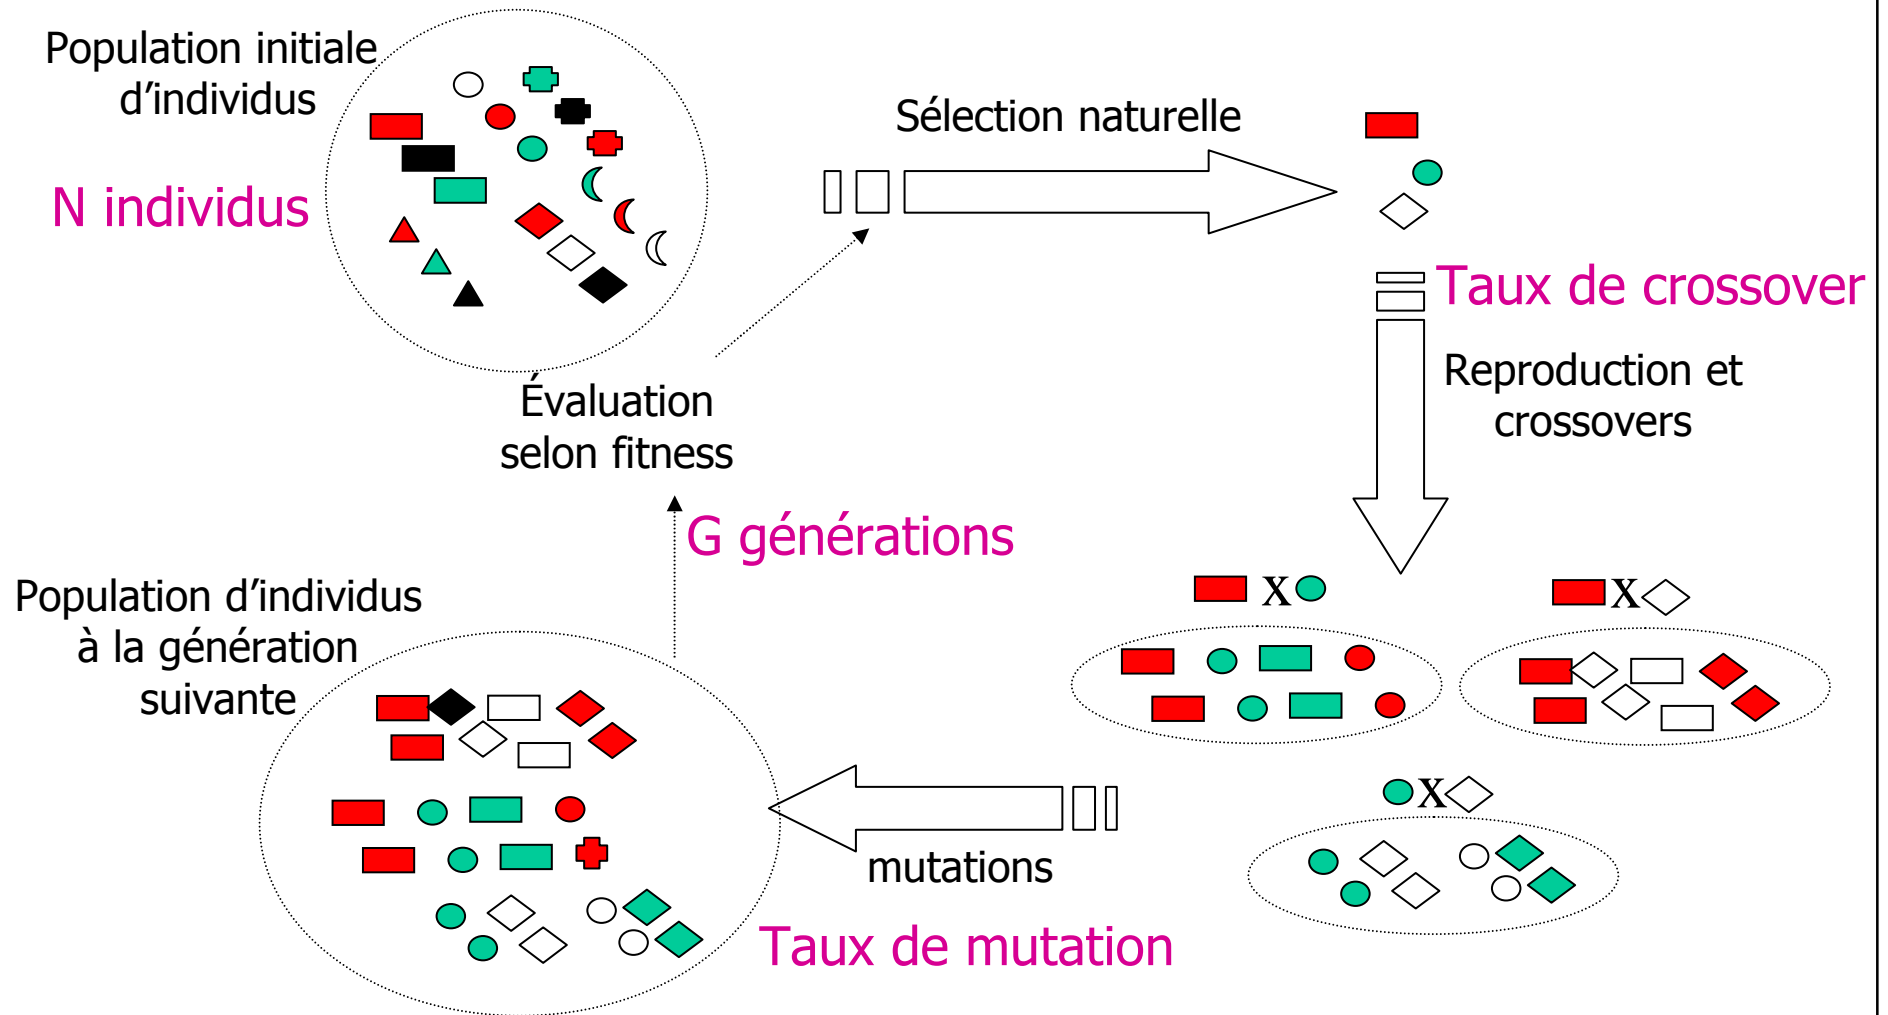 Population initiale
d’individus
N individus
Sélection naturelle
Taux de crossover
Reproduction et
crossovers
Évaluation
selon fitness
G générations
Population d’individus
à la génération
suivante
X
X
X
mutations
Taux de mutation